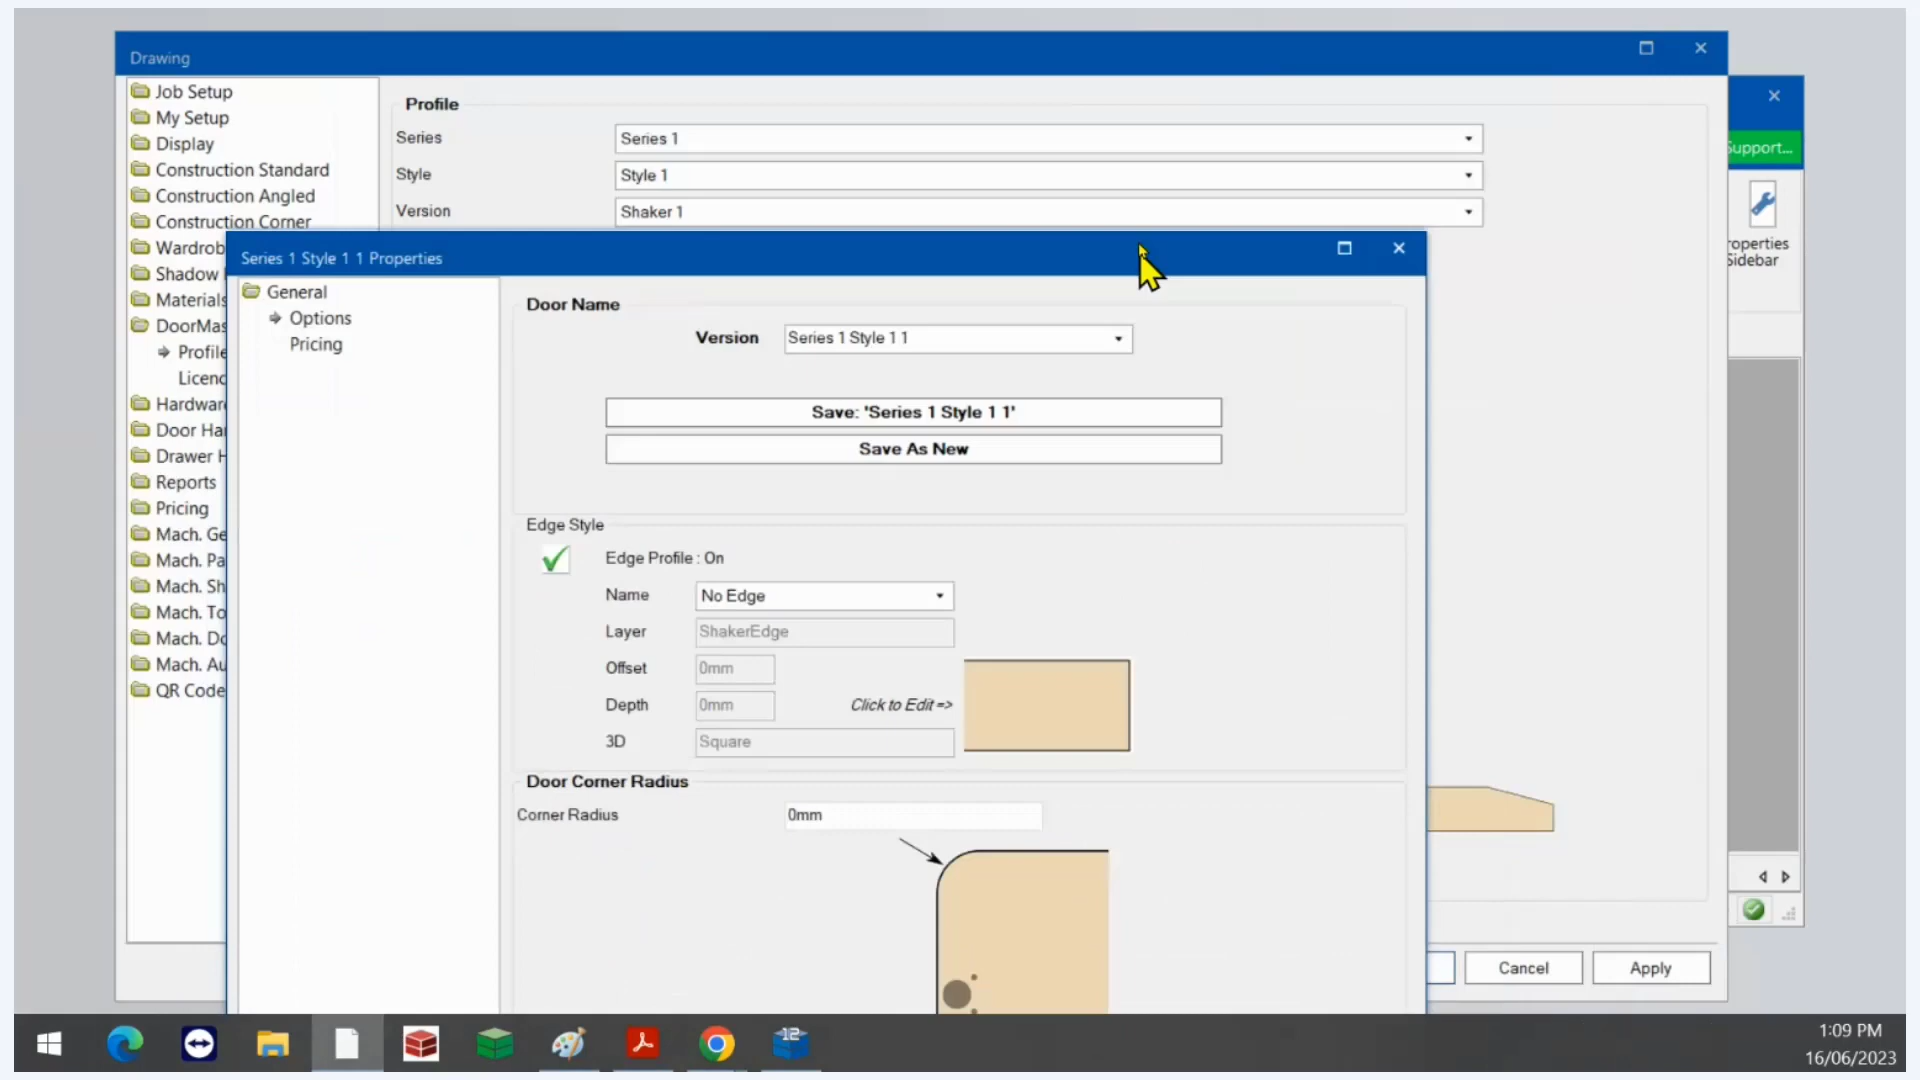 Drawing
Job Setup
My Setup
Display
Construction Standard
Construction Angled
Construction Corner
Wardrob
Shadow
Materials
DoorMas
Profile
Licenc
Hardwar
Door Ha
Drawer H
Reports
Pricing
Mach. Ge
Mach. Pa
Mach. Sh
Mach. To
Mach. Do
Mach. Au
QR Code
Profile
Series
Series 1
Style
Style 1
Version
Shaker 1
Support...
roperties
Sidebar
Series 1 Style 1 1 Properties
General
Options
Pricing
Door Name
Version
Series 1 Style 1 1
Save: 'Series 1 Style 1 1'
Save As New
Edge Style
Edge Profile : On
Name
No Edge
Layer
ShakerEdge
Offset
0mm
Depth
0mm
Click to Edit =>
3D
Square
Door Corner Radius
Corner Radius
0mm
Cancel
Apply
12
1:09 PM
16/06/2023